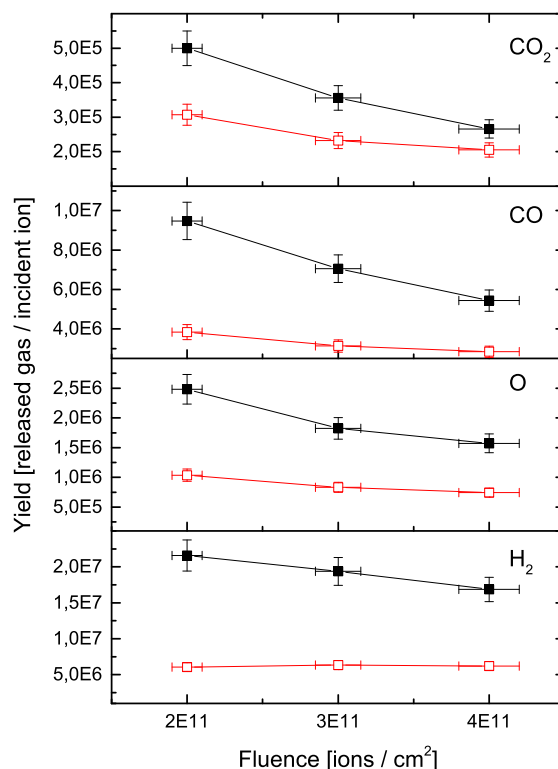 Yield [released gas / incident ion]
5,0E5
3,0E5
2,0E5
CO₂
1,0E7
8,0E6
6,0E6
4,0E6
CO
2,5E6
2,0E6
1,5E6
1,0E6
5,0E5
O
2,0E7
1,5E7
1,0E7
5,0E6
H₂
2E11 3E11 4E11
Fluence [ions / cm²]